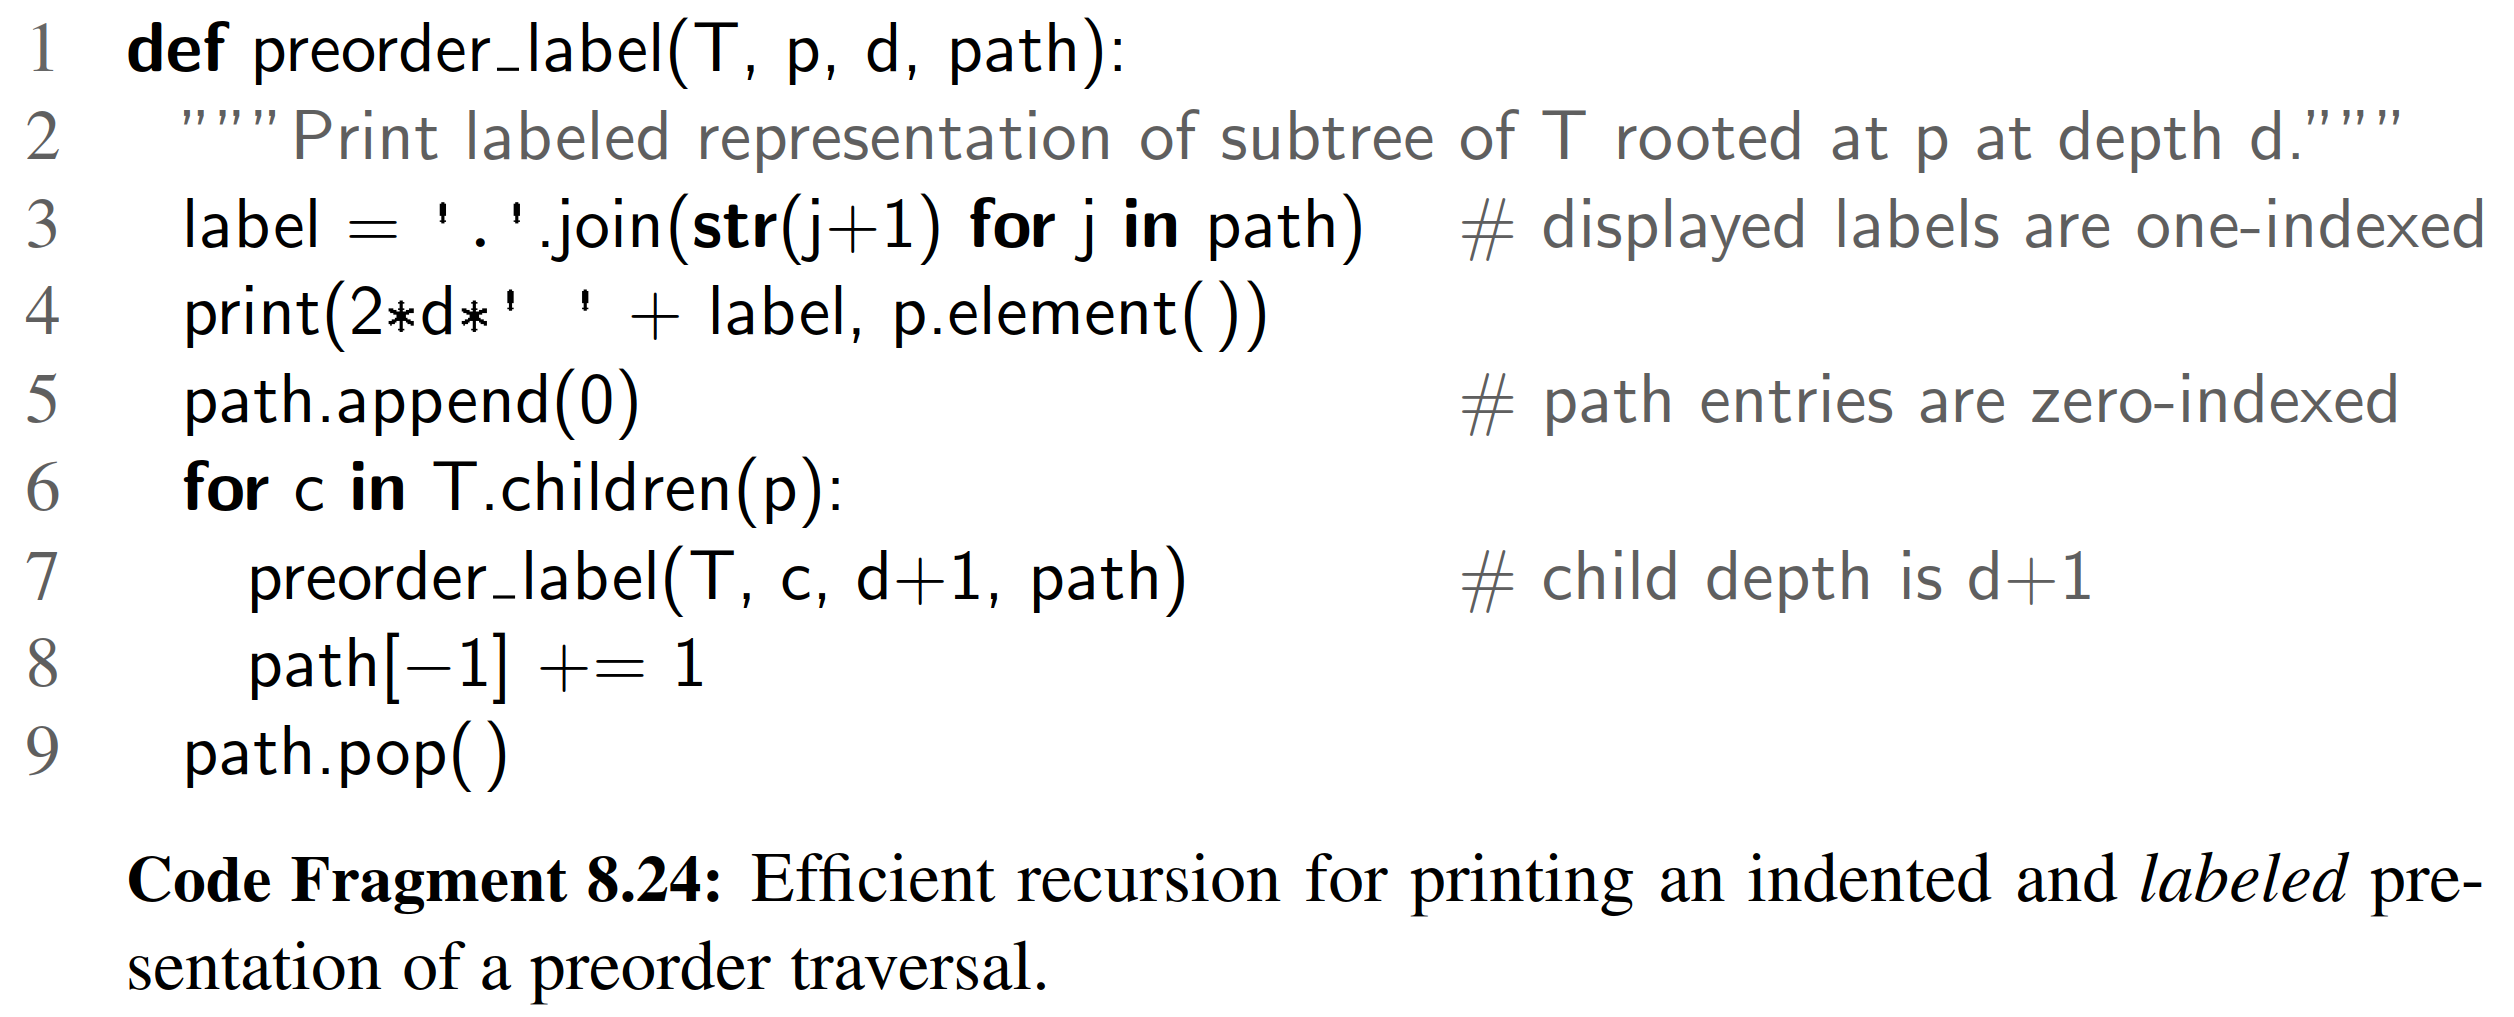 1 def preorder_label(T, p, d, path):
2 """Print labeled representation of subtree of T rooted at p at depth d."""
3 label = '.'.join(str(j+1) for j in path) # displayed labels are one-indexed
4 print(2*d*' ' + label, p.element())
5 path.append(0) # path entries are zero-indexed
6 for c in T.children(p):
7 preorder_label(T, c, d+1, path) # child depth is d+1
8 path[−1] += 1
9 path.pop()
Code Fragment 8.24: Efficient recursion for printing an indented and labeled pre-
sentation of a preorder traversal.